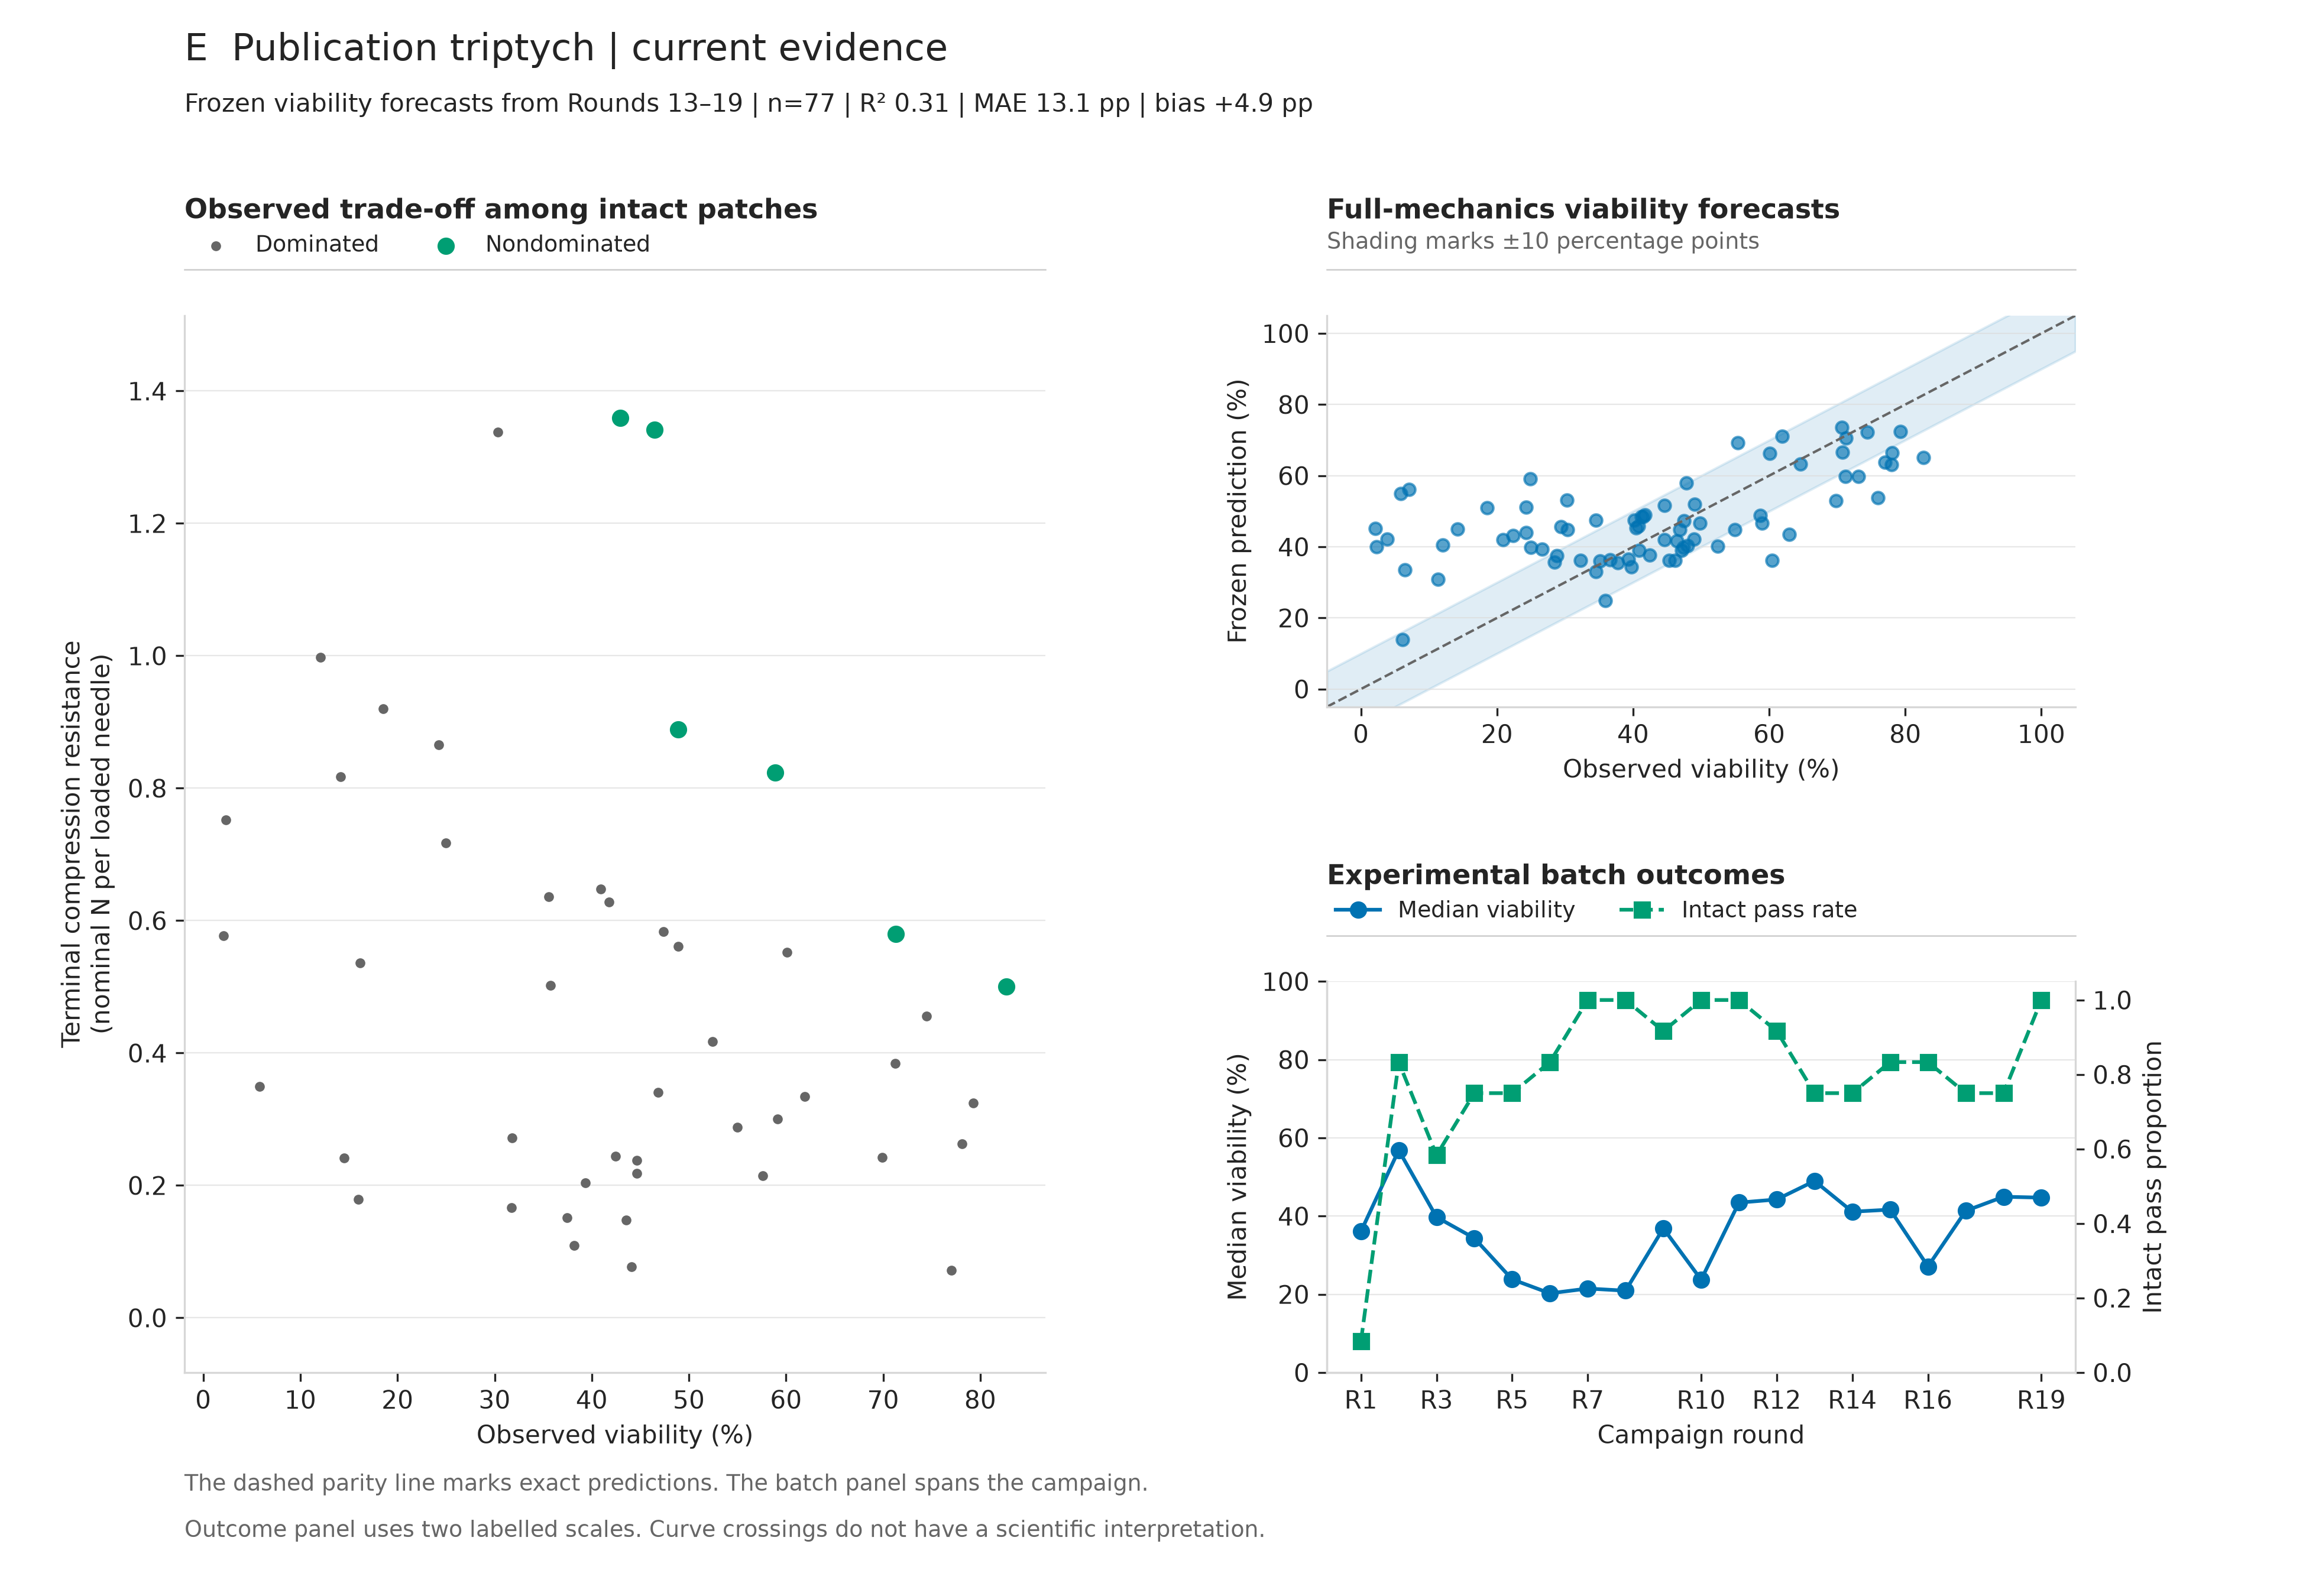 E  Publication triptych | current evidence
Frozen viability forecasts from Rounds 13–19 | n=77 | R² 0.31 | MAE 13.1 pp | bias +4.9 pp
Observed trade-off among intact patches
Dominated
Nondominated
1.4
1.2
1.0
0.8
0.6
0.4
0.2
0.0
Terminal compression resistance
(nominal N per loaded needle)
0 10 20 30 40 50 60 70 80
Observed viability (%)
Full-mechanics viability forecasts
Shading marks ±10 percentage points
100
80
60
40
20
0
Frozen prediction (%)
0 20 40 60 80 100
Observed viability (%)
Experimental batch outcomes
Median viability
Intact pass rate
100
80
60
40
20
0
Median viability (%)
1.0
0.8
0.6
0.4
0.2
0.0
Intact pass proportion
R1 R3 R5 R7 R10 R12 R14 R16 R19
Campaign round
The dashed parity line marks exact predictions. The batch panel spans the campaign.
Outcome panel uses two labelled scales. Curve crossings do not have a scientific interpretation.